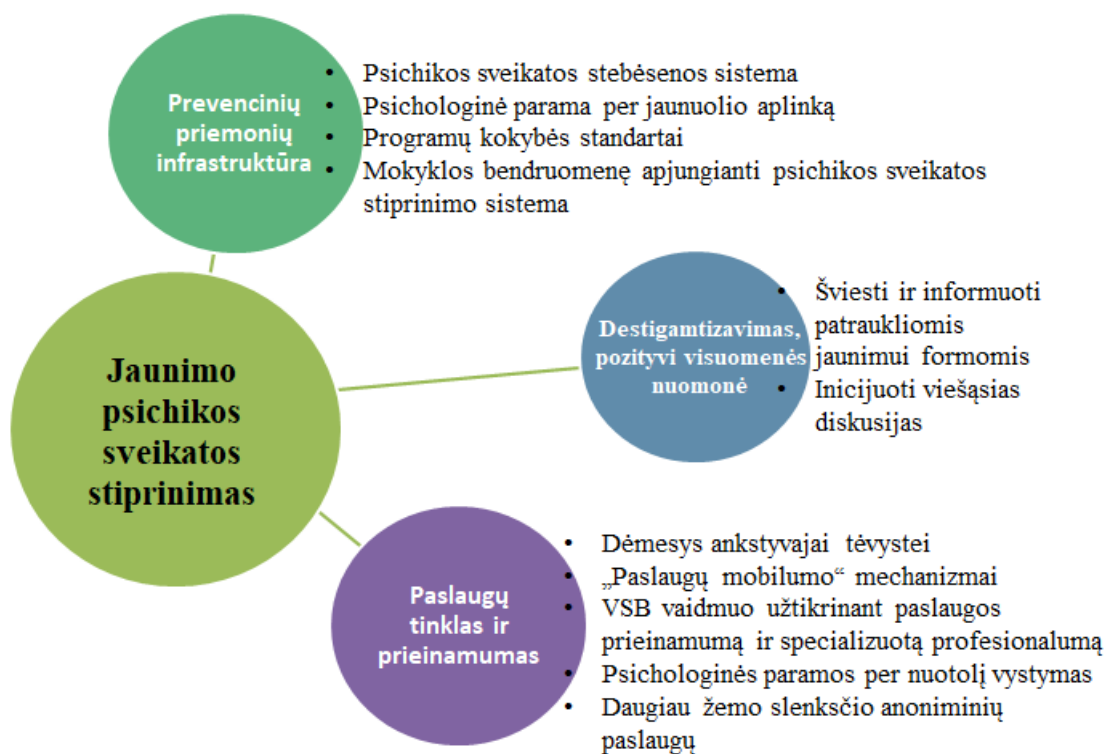 Prevencinių
priemonių
infrastruktūra
• Psichikos sveikatos stebėsenos sistema
• Psichologinė parama per jaunuolio aplinką
• Programų kokybės standartai
• Mokyklos bendruomenę apjungianti psichikos sveikatos
stiprinimo sistema
Jaunimo
psichikos
sveikatos
stiprinimas
Destigamtizavimas,
pozityvi visuomenės
nuomonė
• Šviesti ir informuoti
patraukliomis
jaunimui formomis
• Inicijuoti viešąsias
diskusijas
Paslaugų
tinklas ir
prieinamumas
• Dėmesys ankstyvajai tėvystei
• „Paslaugų mobilumo“ mechanizmai
• VSB vaidmuo užtikrinant paslaugos
prieinamumą ir specializuotą profesionalumą
• Psichologinės paramos per nuotolį vystymas
• Daugiau žemo slenksčio anoniminių
paslaugų